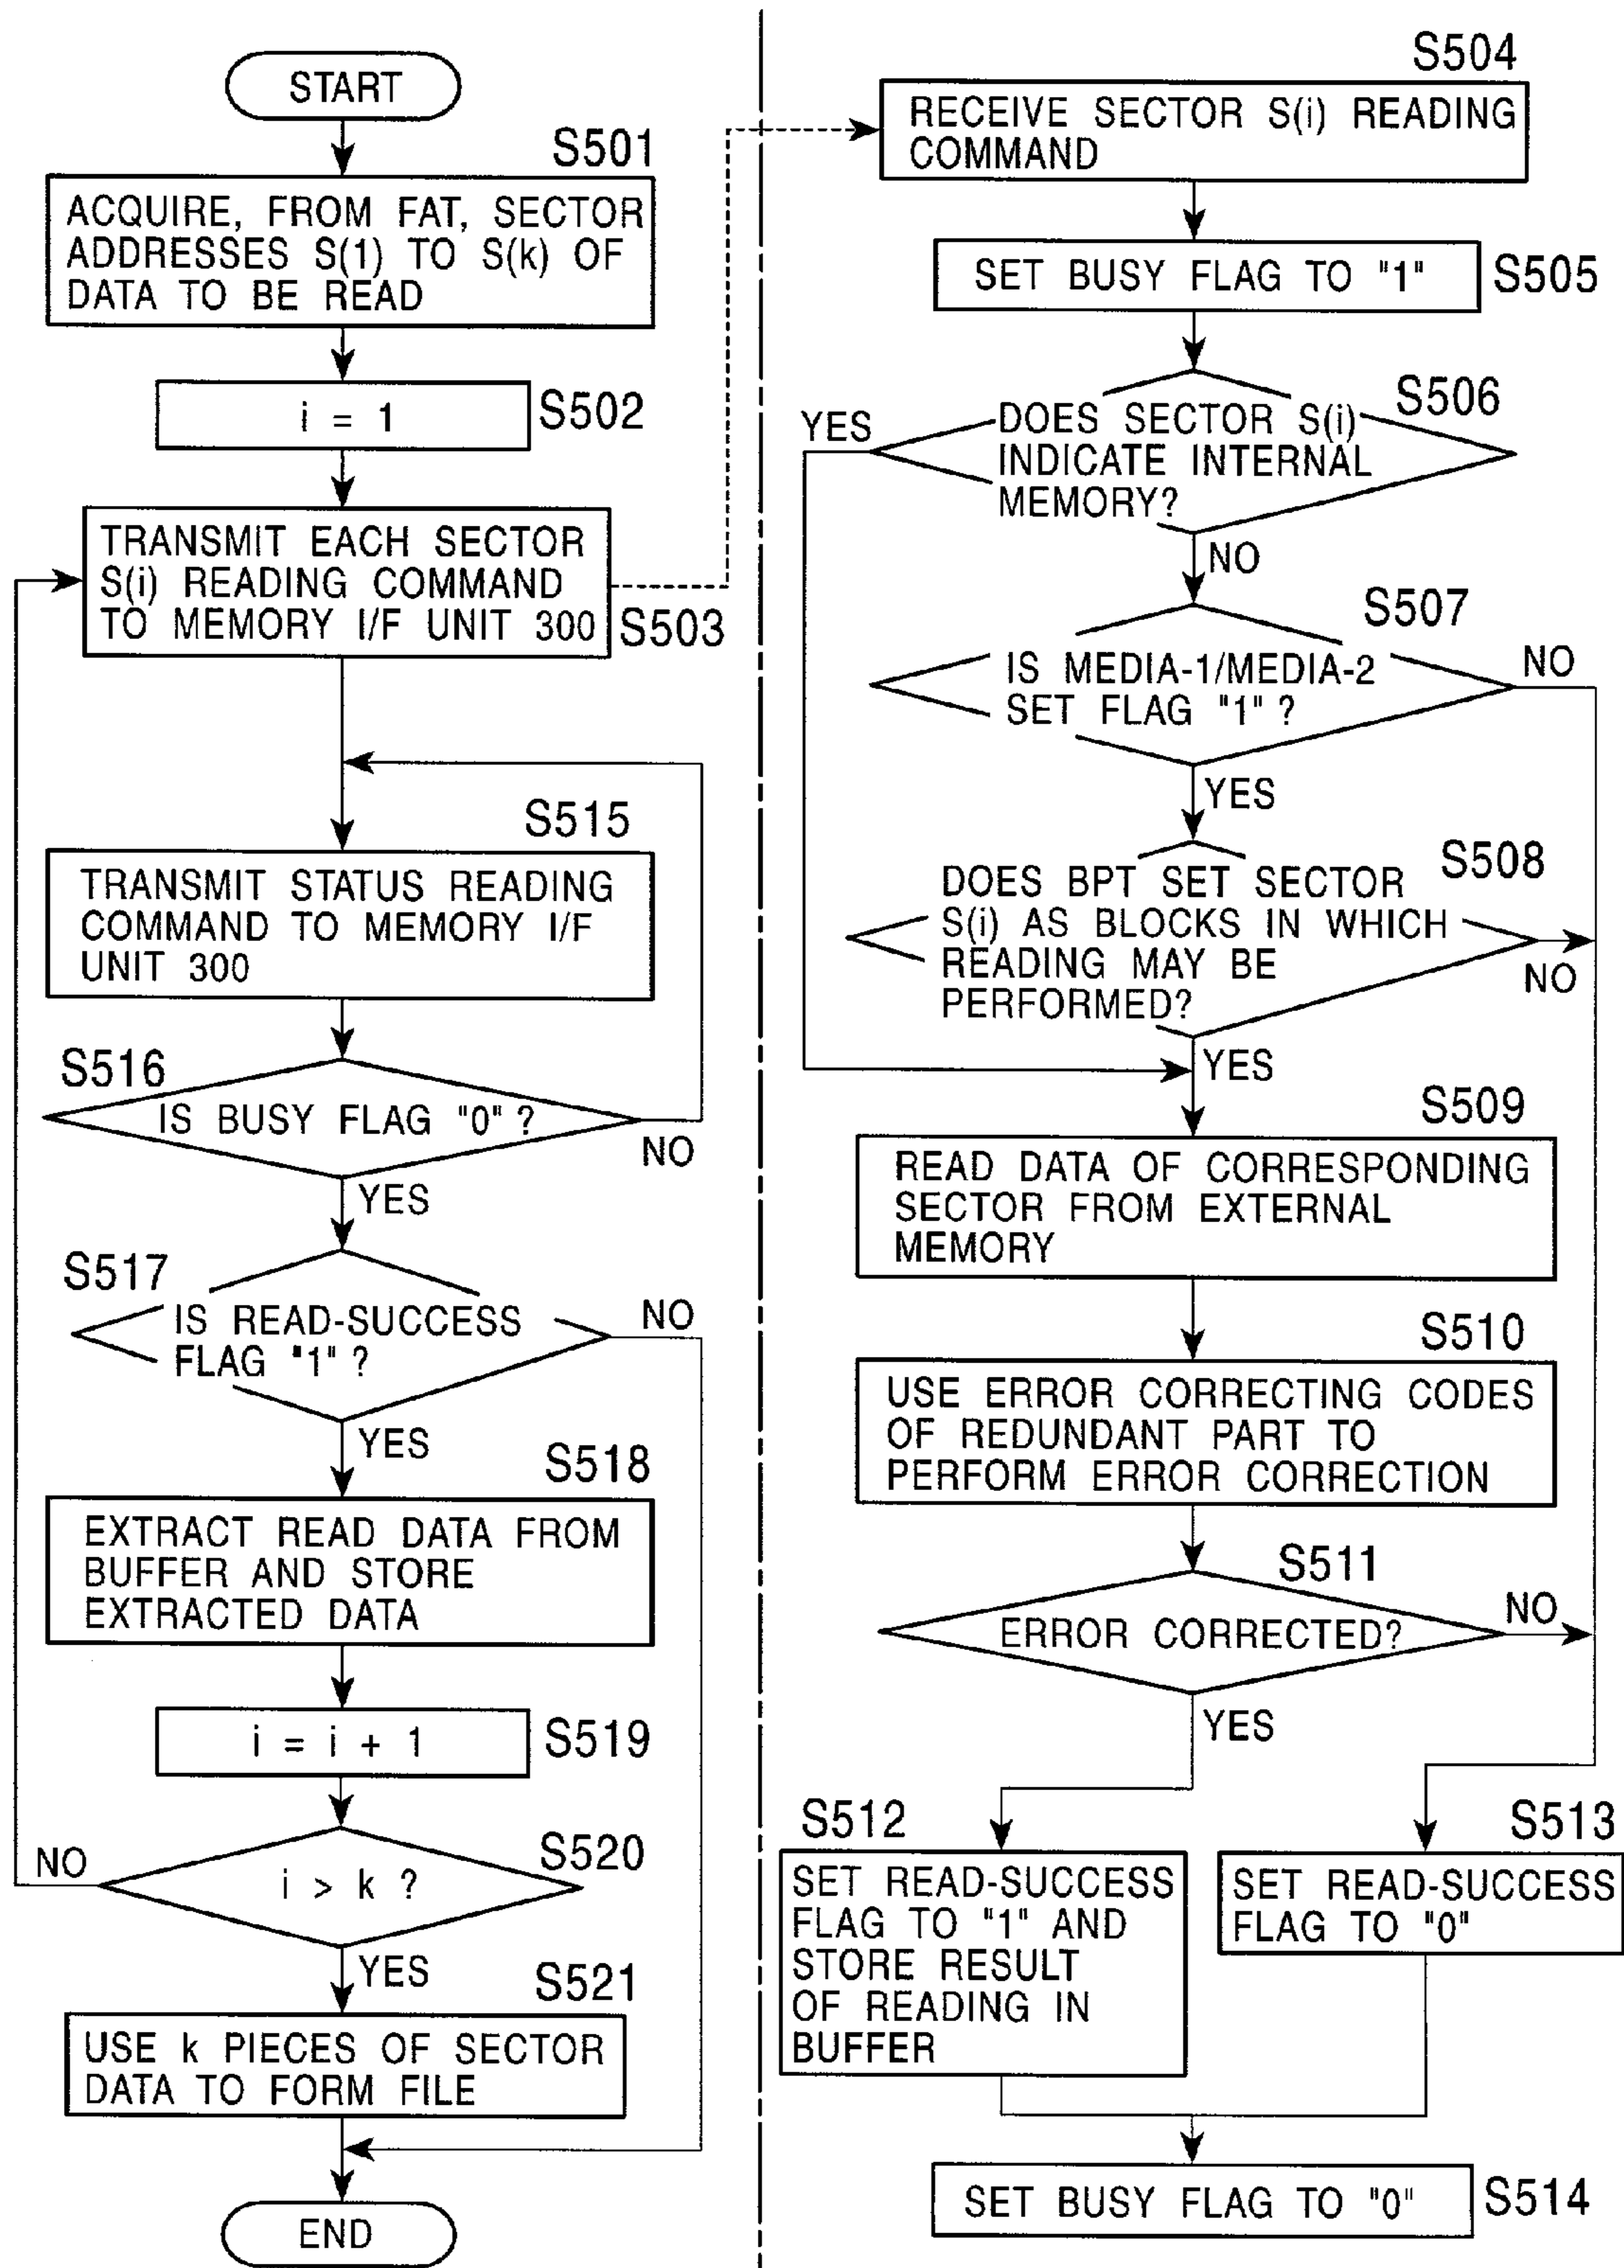 START
S501
ACQUIRE, FROM FAT, SECTOR
ADDRESSES S(1) TO S(k) OF
DATA TO BE READ
i = 1
S502
TRANSMIT EACH SECTOR
S(i) READING COMMAND
TO MEMORY I/F UNIT 300
S503
S515
TRANSMIT STATUS READING
COMMAND TO MEMORY I/F
UNIT 300
S516
IS BUSY FLAG "0" ?
NO
YES
S517
IS READ-SUCCESS
FLAG "1" ?
NO
YES
S518
EXTRACT READ DATA FROM
BUFFER AND STORE
EXTRACTED DATA
i = i + 1
S519
S520
NO
i > k ?
YES
S521
USE k PIECES OF SECTOR
DATA TO FORM FILE
END
S504
RECEIVE SECTOR S(i) READING
COMMAND
SET BUSY FLAG TO "1"
S505
S506
YES
DOES SECTOR S(i)
INDICATE INTERNAL
MEMORY?
NO
S507
IS MEDIA-1/MEDIA-2
SET FLAG "1" ?
NO
YES
S508
DOES BPT SET SECTOR
S(i) AS BLOCKS IN WHICH
READING MAY BE
PERFORMED?
NO
YES
S509
READ DATA OF CORRESPONDING
SECTOR FROM EXTERNAL
MEMORY
S510
USE ERROR CORRECTING CODES
OF REDUNDANT PART TO
PERFORM ERROR CORRECTION
S511
ERROR CORRECTED?
NO
YES
S512
SET READ-SUCCESS
FLAG TO "1" AND
STORE RESULT
OF READING IN
BUFFER
S513
SET READ-SUCCESS
FLAG TO "0"
SET BUSY FLAG TO "0"
S514